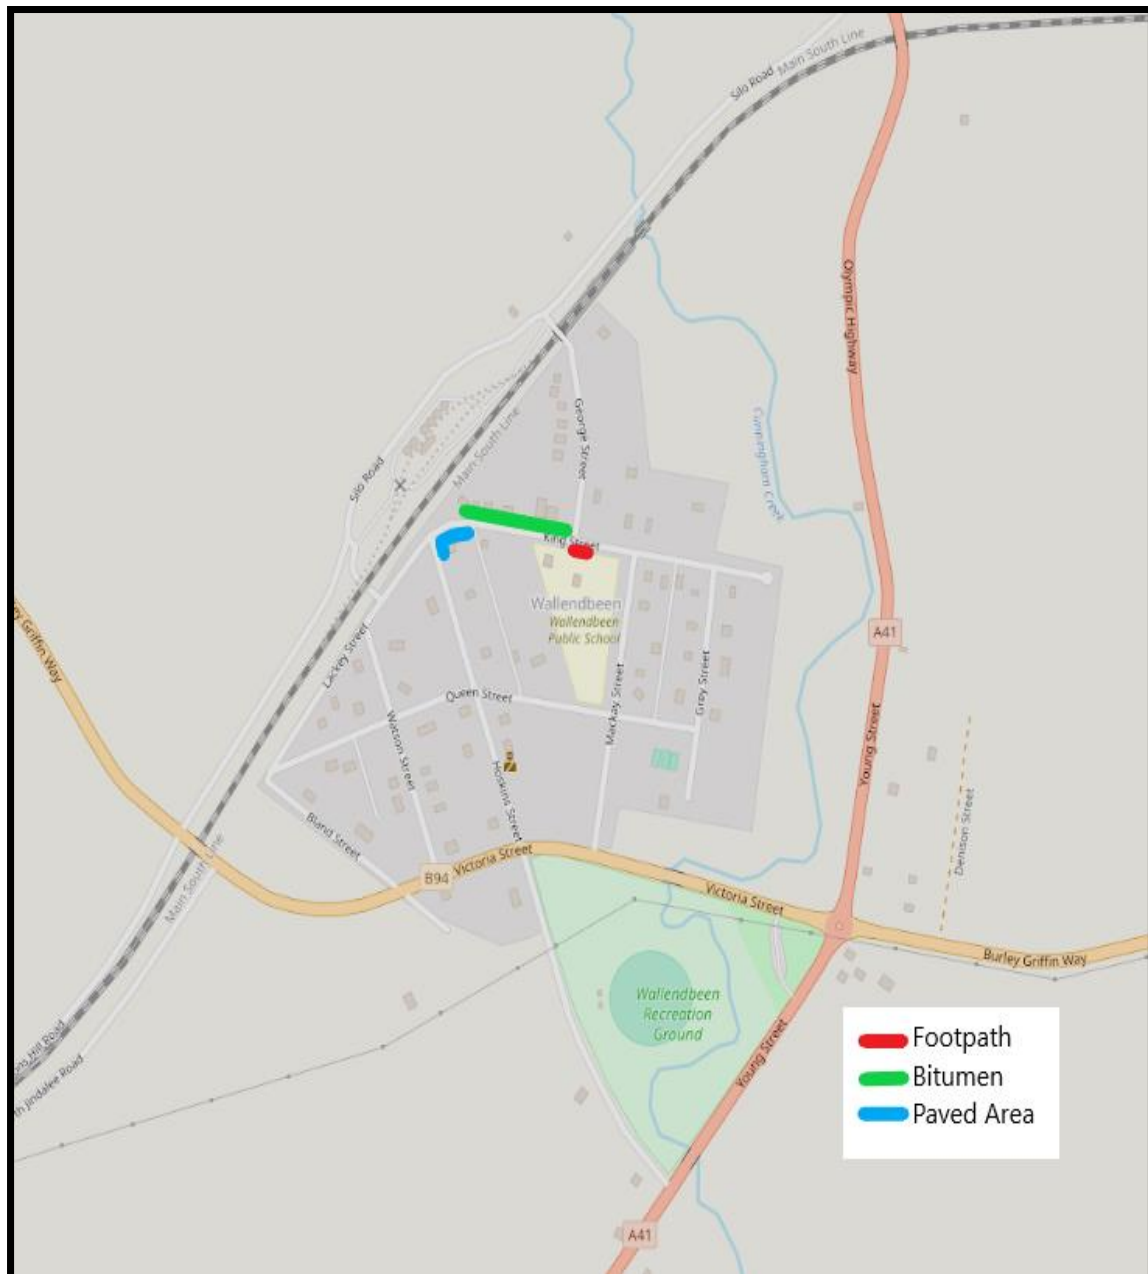 Silo Road
Main South Line
Olympic Highway
George Street
Cunningham Creek
Main South Line
Silo Road
King Street
Wallendbeen
Wallendbeen
Public School
A41
Griffin Way
Lackey Street
Queen Street
Mackay Street
Grey Street
Watson Street
Hoskins Street
Young Street
Denison Street
Bland Street
Victoria Street
B94
Main South Line
Victoria Street
Burley Griffin Way
Wallendbeen
Recreation
Ground
Hill Road
Jindalee Road
Young Street
Footpath
Bitumen
Paved Area
A41